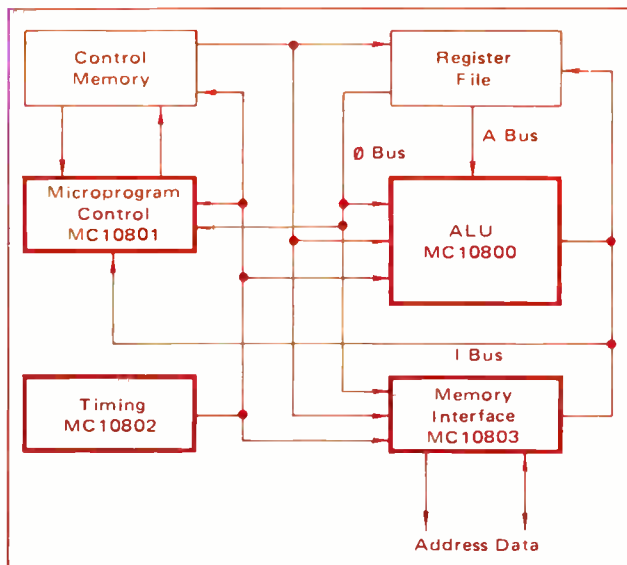 Control
Memory
Register
File
Ø Bus
A Bus
Microprogram
Control
MC10801
ALU
MC10800
I Bus
Timing
MC10802
Memory
Interface
MC10803
Address Data